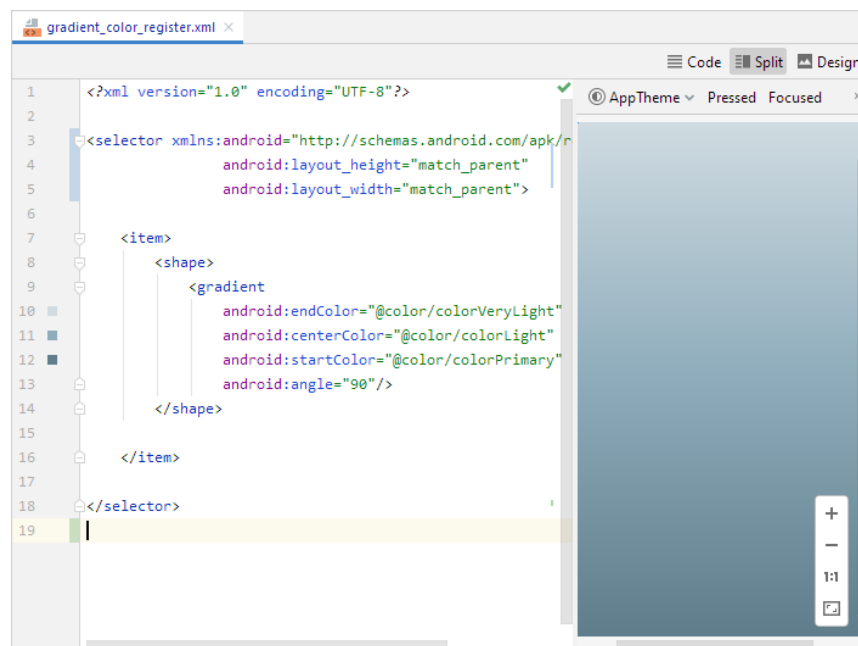 gradient_color_register.xml
Code Split Design
AppTheme Pressed Focused
1 <?xml version="1.0" encoding="UTF-8"?>
2
3 <selector xmlns:android="http://schemas.android.com/apk/r
4 android:layout_height="match_parent"
5 android:layout_width="match_parent">
6
7 <item>
8 <shape>
9 <gradient
10 android:endColor="@color/colorVeryLight"
11 android:centerColor="@color/colorLight"
12 android:startColor="@color/colorPrimary"
13 android:angle="90"/>
14 </shape>
15
16 </item>
17
18 </selector>
19
1:1